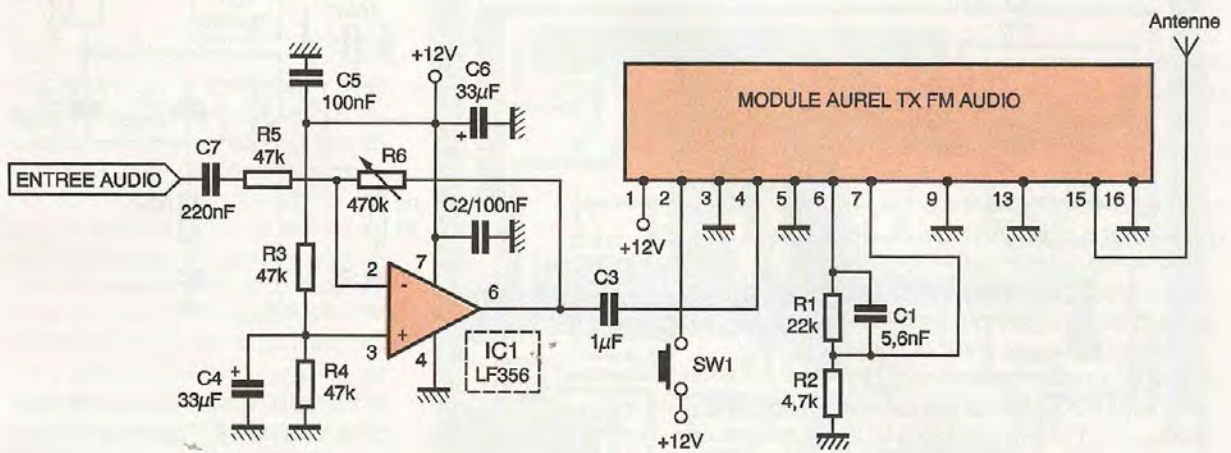 Antenne
+12V
C5
100nF
C6
33µF
+
MODULE AUREL TX FM AUDIO
ENTREE AUDIO
C7
220nF
R5
47k
R6
470k
C2/100nF
1 2 3 4 5 6 7 9 13 15 16
+12V
R3
47k
2
-
7
6
+
3
4
IC1
LF356
C3
1µF
SW1
+12V
R1
22k
C1
5,6nF
R2
4,7k
C4
33µF
+
R4
47k